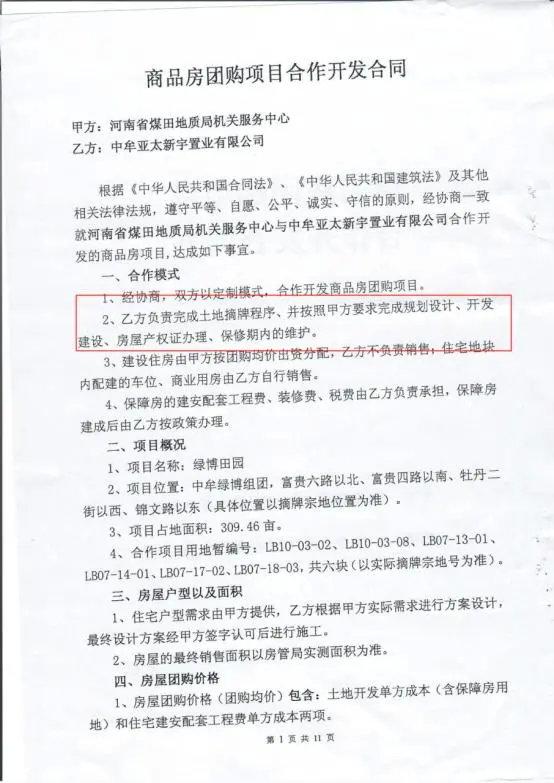 商品房团购项目合作开发合同
甲方：河南省煤田地质局机关服务中心
乙方：中牟亚太新宇置业有限公司
根据《中华人民共和国合同法》、《中华人民共和国建筑法》及其他
相关法律法规，遵守平等、自愿、公平、诚实、守信的原则，经协商一致
就河南省煤田地质局机关服务中心与中牟亚太新宇置业有限公司合作开
发的商品房项目,达成如下事宜。
一、合作模式
1、经协商，双方以定制模式，合作开发商品房团购项目。
2、乙方负责完成土地摘牌程序、并按照甲方要求完成规划设计、开发
建设、房屋产权证办理、保修期内的维护。
3、建设住房由甲方按团购均价出资分配，乙方不负责销售；住宅地块
内配建的车位、商业用房由乙方自行销售。
4、保障房的建安配套工程费、装修费、税费由乙方负责承担，保障房
建成后由乙方按政策办理。
二、项目概况
1、项目名称：绿博田园
2、项目位置：中牟绿博组团，富贵六路以北、富贵四路以南、牡丹二
街以西、锦文路以东（具体位置以摘牌宗地位置为准）。
3、项目占地面积：309.46 亩。
4、合作项目用地暂编号：LB10-03-02、LB10-03-08、LB07-13-01、
LB07-14-01、LB07-17-02、LB07-18-03，共六块（以实际摘牌宗地号为准）。
三、房屋户型以及面积
1、住宅户型需求由甲方提供，乙方根据甲方实际需求进行方案设计，
最终设计方案经甲方签字认可后进行施工。
2、房屋的最终销售面积以房管局实测面积为准。
四、房屋团购价格
1、房屋团购价格（团购均价）包含：土地开发单方成本（含保障房用
地）和住宅建安配套工程费单方成本两项。
第 1 页 共 11 页